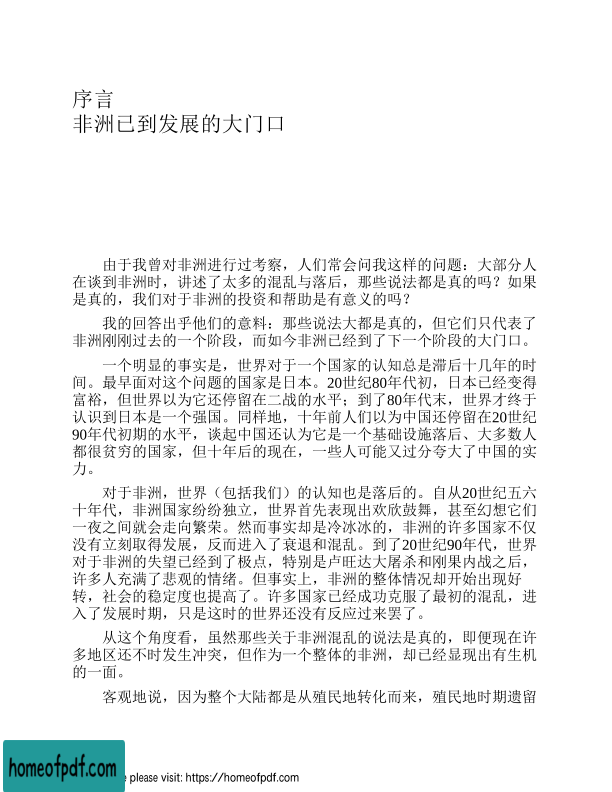 序言
非洲已到发展的大门口
由于我曾对非洲进行过考察，人们常会问我这样的问题：大部分人
在谈到非洲时，讲述了太多的混乱与落后，那些说法都是真的吗？如果
是真的，我们对于非洲的投资和帮助是有意义的吗？
我的回答出乎他们的意料：那些说法大都是真的，但它们只代表了
非洲刚刚过去的一个阶段，而如今非洲已经到了下一个阶段的大门口。
一个明显的事实是，世界对于一个国家的认知总是滞后十几年的时
间。最早面对这个问题的国家是日本。20世纪80年代初，日本已经变得
富裕，但世界以为它还停留在二战的水平；到了80年代末，世界才终于
认识到日本是一个强国。同样地，十年前人们以为中国还停留在20世纪
90年代初期的水平，谈起中国还认为它是一个基础设施落后、大多数人
都很贫穷的国家，但十年后的现在，一些人可能又过分夸大了中国的实
力。
对于非洲，世界（包括我们）的认知也是落后的。自从20世纪五六
十年代，非洲国家纷纷独立，世界首先表现出欢欣鼓舞，甚至幻想它们
一夜之间就会走向繁荣。然而事实却是冷冰冰的，非洲的许多国家不仅
没有立刻取得发展，反而进入了衰退和混乱。到了20世纪90年代，世界
对于非洲的失望已经到了极点，特别是卢旺达大屠杀和刚果内战之后，
许多人充满了悲观的情绪。但事实上，非洲的整体情况却开始出现好
转，社会的稳定度也提高了。许多国家已经成功克服了最初的混乱，进
入了发展时期，只是这时的世界还没有反应过来罢了。
从这个角度看，虽然那些关于非洲混乱的说法是真的，即便现在许
多地区还不时发生冲突，但作为一个整体的非洲，却已经显现出有生机
的一面。
客观地说，因为整个大陆都是从殖民地转化而来，殖民地时期遗留
homeofpdf.com
e please visit: https://homeofpdf.com